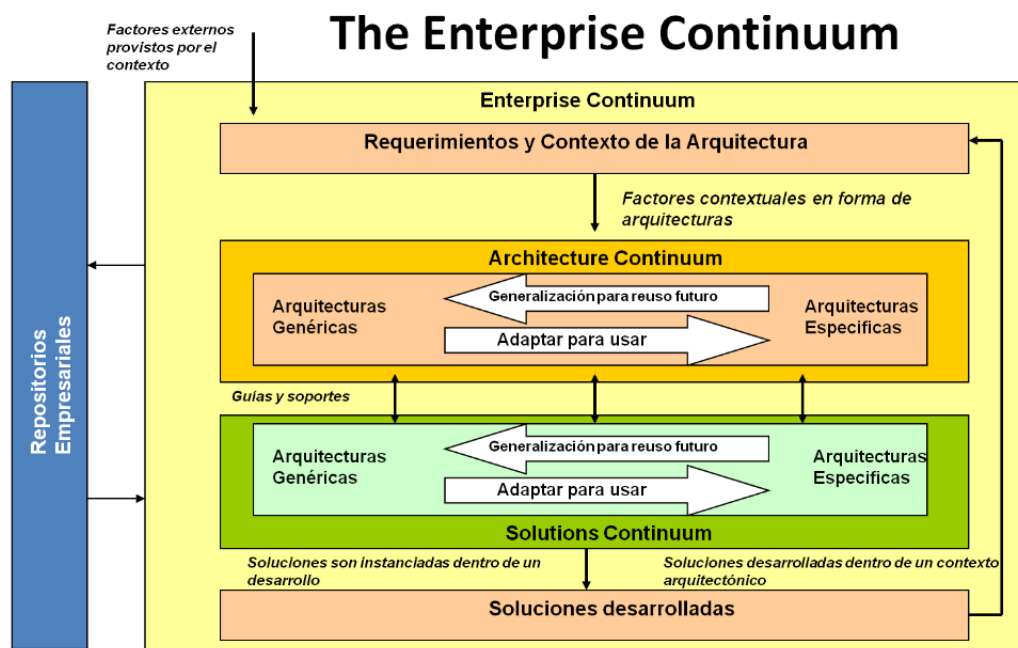 The Enterprise Continuum
Factores externos
provistos por el
contexto
Repositorios
Empresariales
Enterprise Continuum
Requerimientos y Contexto de la Arquitectura
Factores contextuales en forma de
arquitecturas
Architecture Continuum
Arquitecturas
Genéricas
Generalización para reuso futuro
Adaptar para usar
Arquitecturas
Especificas
Guías y soportes
Arquitecturas
Genéricas
Generalización para reuso futuro
Adaptar para usar
Arquitecturas
Especificas
Solutions Continuum
Soluciones son instanciadas dentro de un
desarrollo
Soluciones desarrolladas dentro de un contexto
arquitectónico
Soluciones desarrolladas